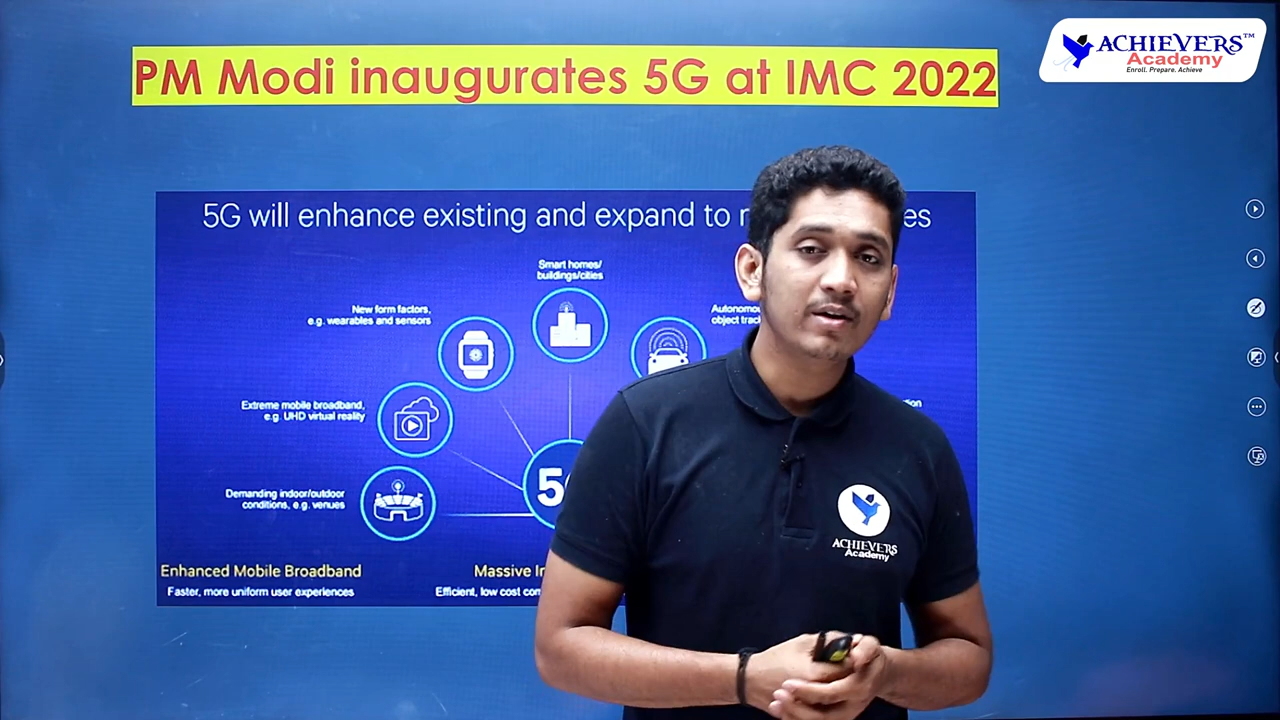 ACHIEVERS™
Academy
Enroll. Prepare. Achieve
PM Modi inaugurates 5G at IMC 2022
5G will enhance existing and expand to
Smart homes/
buildings/cities
New form factors,
e.g. wearables and sensors
object
Extreme mobile broadband,
e.g. UHD virtual reality
Demanding indoor/outdoor
conditions, e.g. venues
Enhanced Mobile Broadband
Faster, more uniform user experiences
Massive
Efficient, low cost
ACHIEVERS
Academy